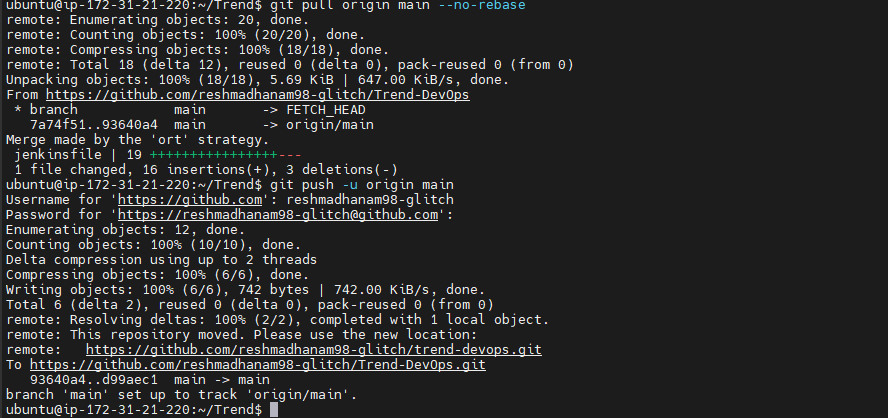 ubuntu@ip-172-31-21-220:~/Trend$ git pull origin main --no-rebase
remote: Enumerating objects: 20, done.
remote: Counting objects: 100% (20/20), done.
remote: Compressing objects: 100% (18/18), done.
remote: Total 18 (delta 12), reused 0 (delta 0), pack-reused 0 (from 0)
Unpacking objects: 100% (18/18), 5.69 KiB | 647.00 KiB/s, done.
From https://github.com/reshmadhanam98-glitch/Trend-DevOps
 * branch            main       -> FETCH_HEAD
   7a74f51..93640a4  main       -> origin/main
Merge made by the 'ort' strategy.
 jenkinsfile | 19 ++++++++++++++++---
 1 file changed, 16 insertions(+), 3 deletions(-)
ubuntu@ip-172-31-21-220:~/Trend$ git push -u origin main
Username for 'https://github.com': reshmadhanam98-glitch
Password for 'https://reshmadhanam98-glitch@github.com':
Enumerating objects: 12, done.
Counting objects: 100% (10/10), done.
Delta compression using up to 2 threads
Compressing objects: 100% (6/6), done.
Writing objects: 100% (6/6), 742 bytes | 742.00 KiB/s, done.
Total 6 (delta 2), reused 0 (delta 0), pack-reused 0 (from 0)
remote: Resolving deltas: 100% (2/2), completed with 1 local object.
remote: This repository moved. Please use the new location:
remote:   https://github.com/reshmadhanam98-glitch/trend-devops.git
To https://github.com/reshmadhanam98-glitch/Trend-DevOps.git
   93640a4..d99aec1  main -> main
branch 'main' set up to track 'origin/main'.
ubuntu@ip-172-31-21-220:~/Trend$